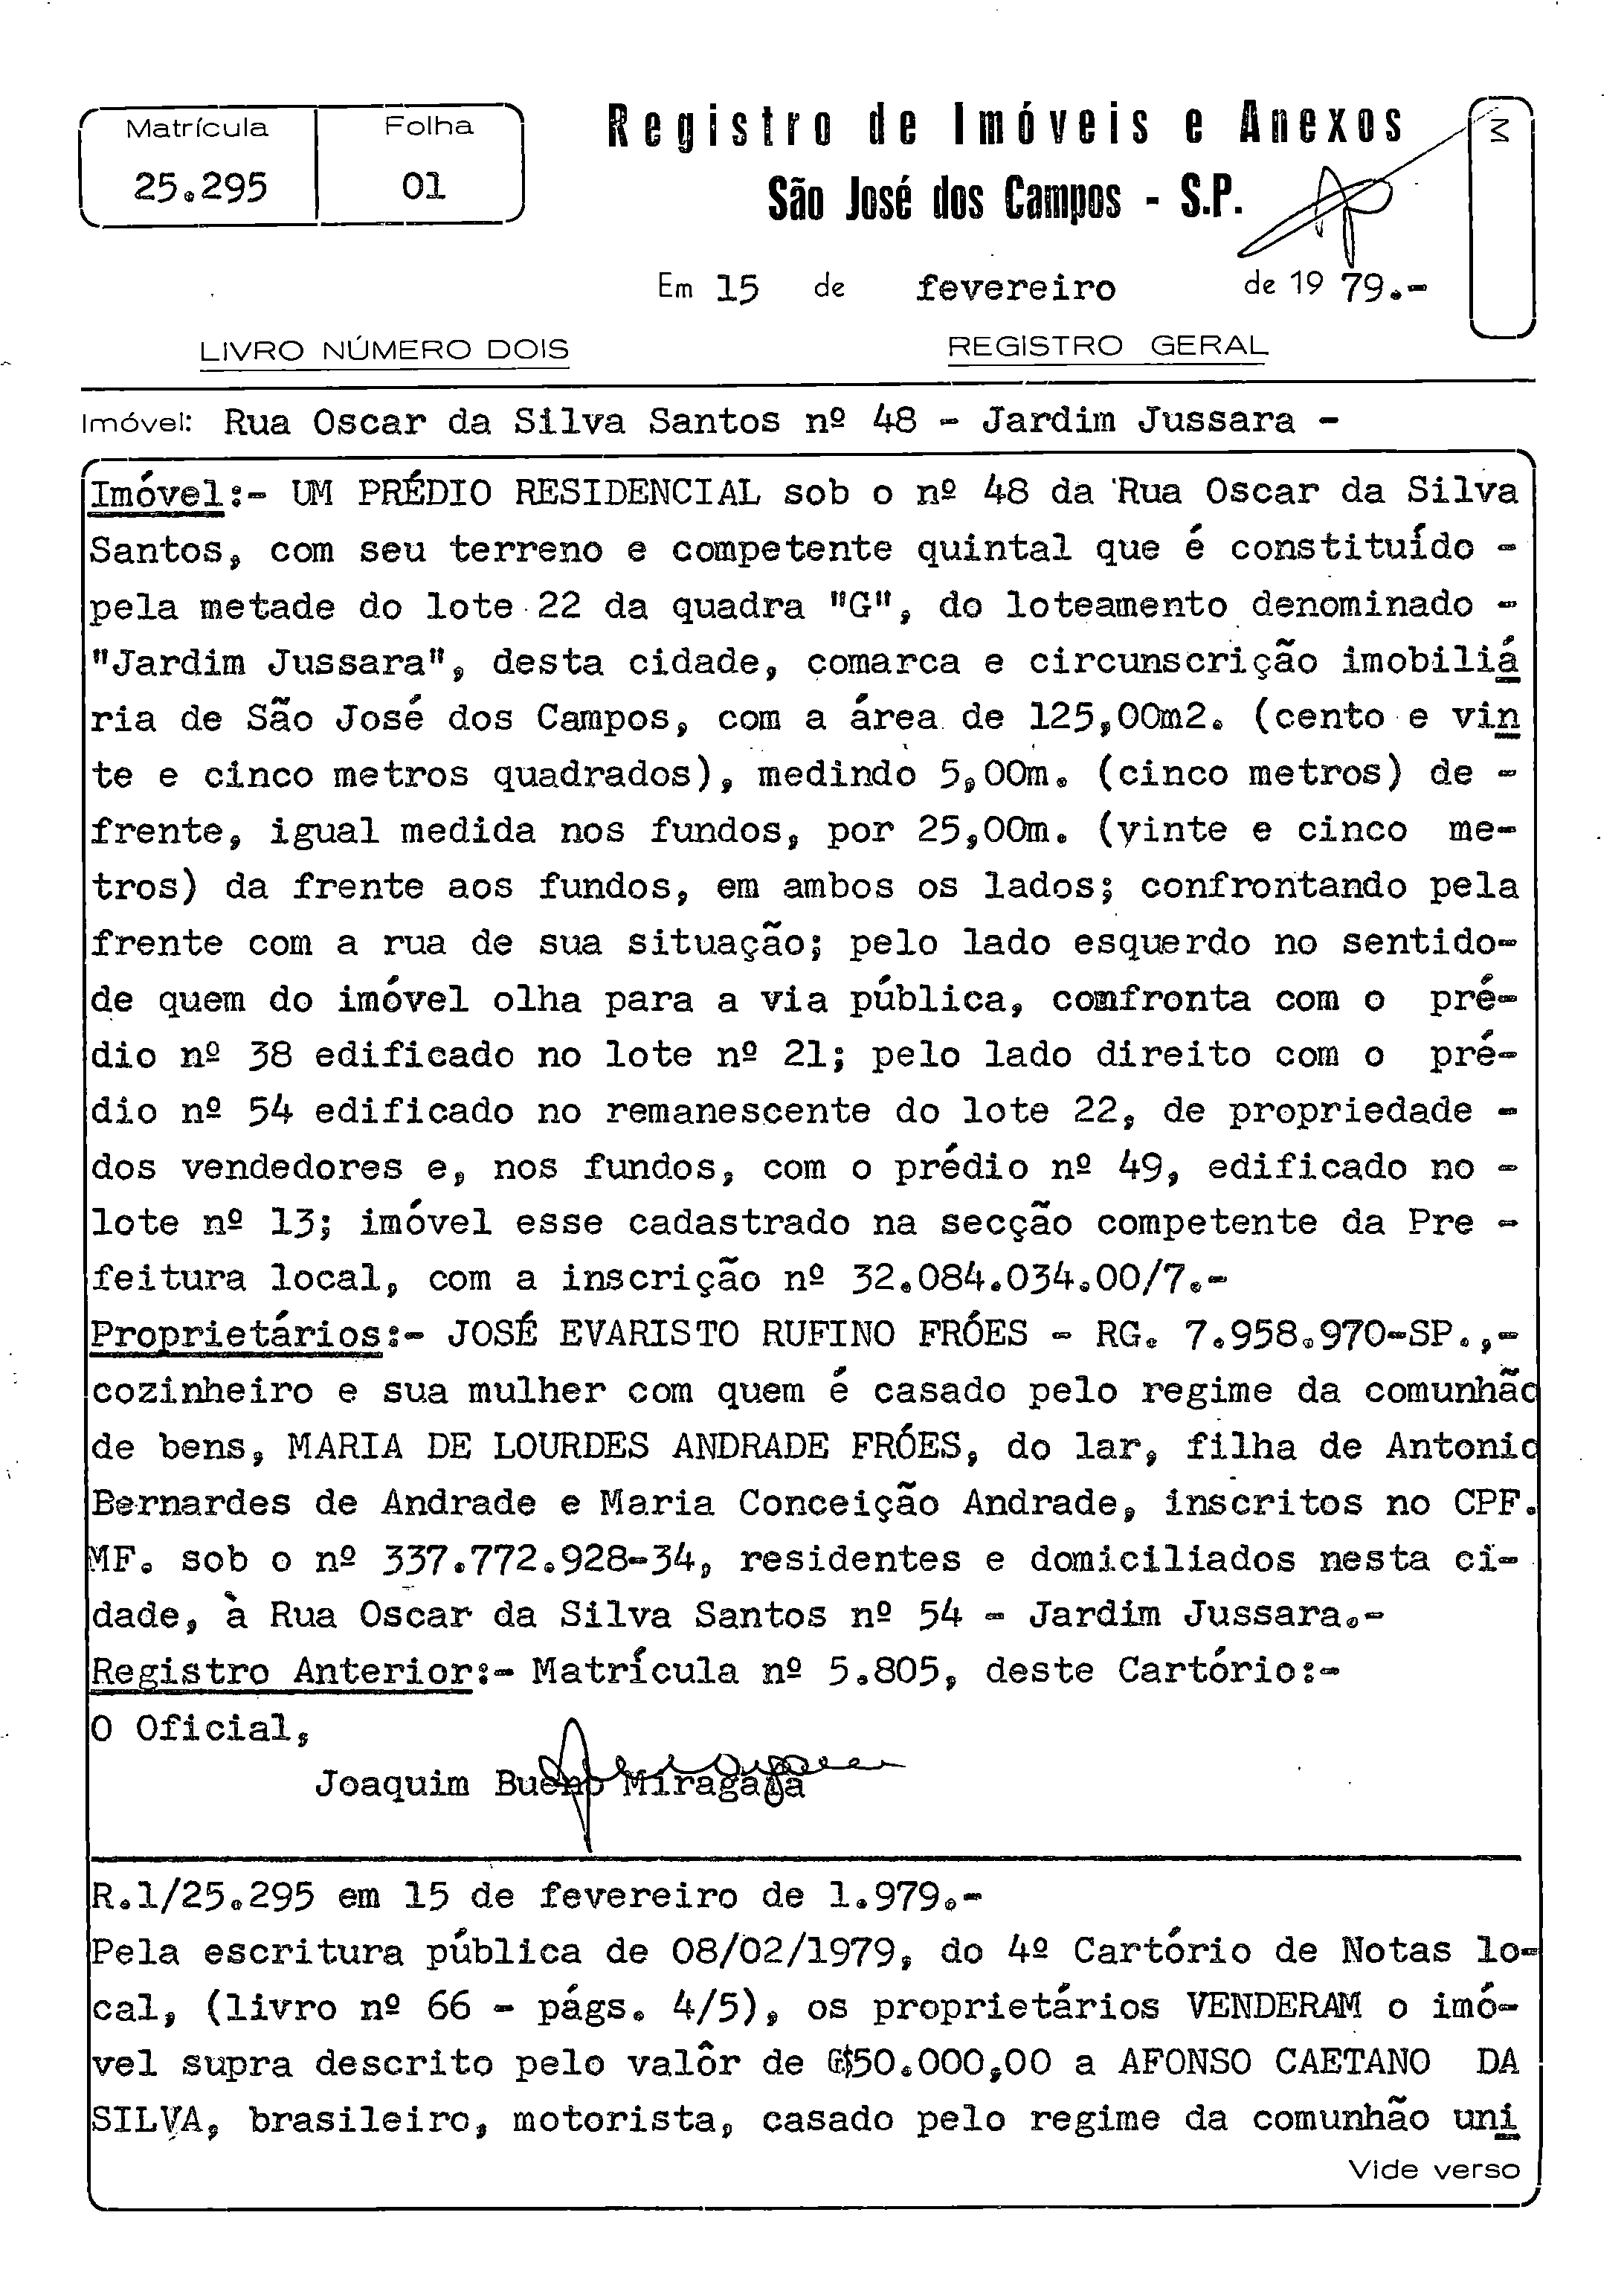 Matrícula Folha
25.295 01
Registro de Imóveis e Anexos
São José dos Campos - S.P.
M
Em 15 de fevereiro de 19 79.-
LIVRO NÚMERO DOIS REGISTRO GERAL
Imóvel: Rua Oscar da Silva Santos nº 48 - Jardim Jussara -
Imóvel:- UM PRÉDIO RESIDENCIAL sob o nº 48 da Rua Oscar da Silva
Santos, com seu terreno e competente quintal que é constituído -
pela metade do lote 22 da quadra "G", do loteamento denominado -
"Jardim Jussara", desta cidade, comarca e circunscrição imobiliá
ria de São José dos Campos, com a área de 125,00m2. (cento e vin
te e cinco metros quadrados), medindo 5,00m. (cinco metros) de -
frente, igual medida nos fundos, por 25,00m. (vinte e cinco me-
tros) da frente aos fundos, em ambos os lados; confrontando pela
frente com a rua de sua situação; pelo lado esquerdo no sentido-
de quem do imóvel olha para a via pública, comfronta com o pré-
dio nº 38 edificado no lote nº 21; pelo lado direito com o pré-
dio nº 54 edificado no remanescente do lote 22, de propriedade -
dos vendedores e, nos fundos, com o prédio nº 49, edificado no -
lote nº 13; imóvel esse cadastrado na secção competente da Pre -
feitura local, com a inscrição nº 32.084.034.00/7.-
Proprietários:- JOSÉ EVARISTO RUFINO FRÓES - RG. 7.958.970-SP.,-
cozinheiro e sua mulher com quem é casado pelo regime da comunhão
de bens, MARIA DE LOURDES ANDRADE FRÓES, do lar, filha de Antonio
Bernardes de Andrade e Maria Conceição Andrade, inscritos no CPF.
MF. sob o nº 337.772.928-34, residentes e domiciliados nesta ci-
dade, à Rua Oscar da Silva Santos nº 54 - Jardim Jussara.-
Registro Anterior:- Matrícula nº 5.805, deste Cartório:-
O Oficial,
Joaquim Bueno Miragaia
R.1/25.295 em 15 de fevereiro de 1.979.-
Pela escritura pública de 08/02/1979, do 4º Cartório de Notas lo-
cal, (livro nº 66 - págs. 4/5), os proprietários VENDERAM o imó-
vel supra descrito pelo valôr de Cr$50.000,00 a AFONSO CAETANO DA
SILVA, brasileiro, motorista, casado pelo regime da comunhão uni
Vide verso